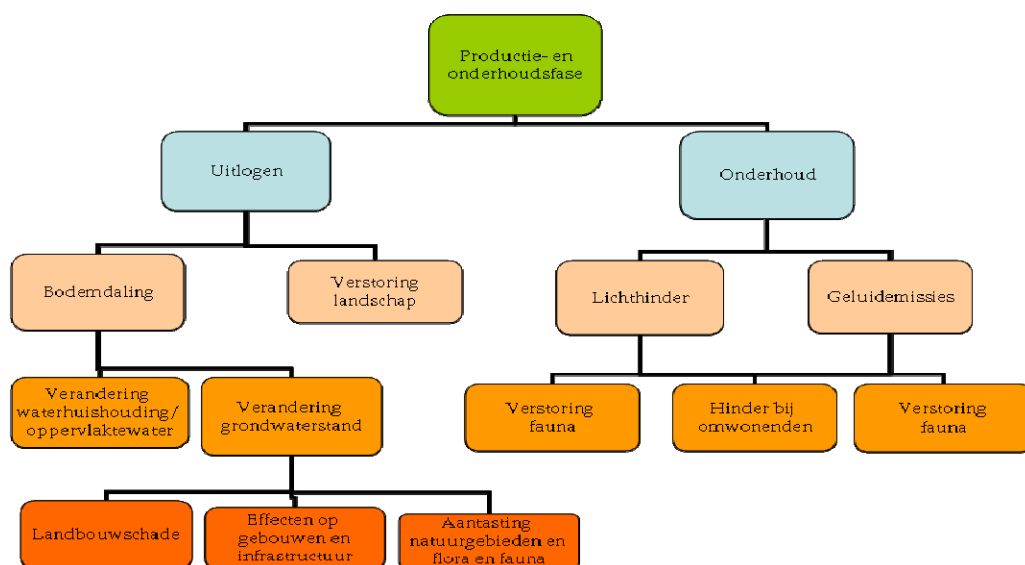 Productie- en
onderhoudsfase
Uitlogen
Onderhoud
Bodemdaling
Verstoring
landschap
Lichthinder
Geluidemissies
Verandering
waterhuishouding/
oppervlaktewater
Verandering
grondwaterstand
Verstoring
fauna
Hinder bij
omwonenden
Verstoring
fauna
Landbouwschade
Effecten op
gebouwen en
infrastructuur
Aantasting
natuurgebieden en
flora en fauna